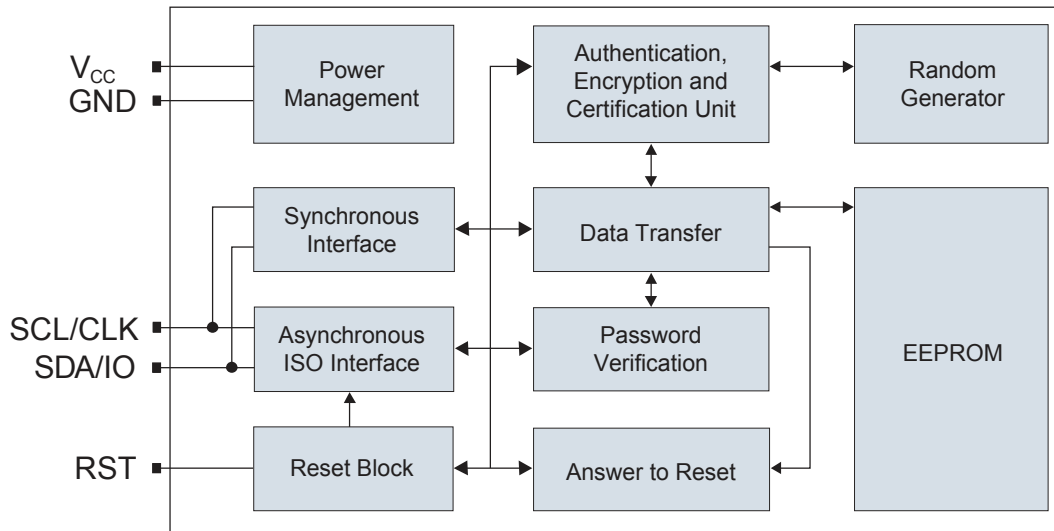 V_CC
GND
SCL/CLK
SDA/IO
RST
Power
Management
Authentication,
Encryption and
Certification Unit
Random
Generator
Synchronous
Interface
Data Transfer
Asynchronous
ISO Interface
Password
Verification
EEPROM
Reset Block
Answer to Reset